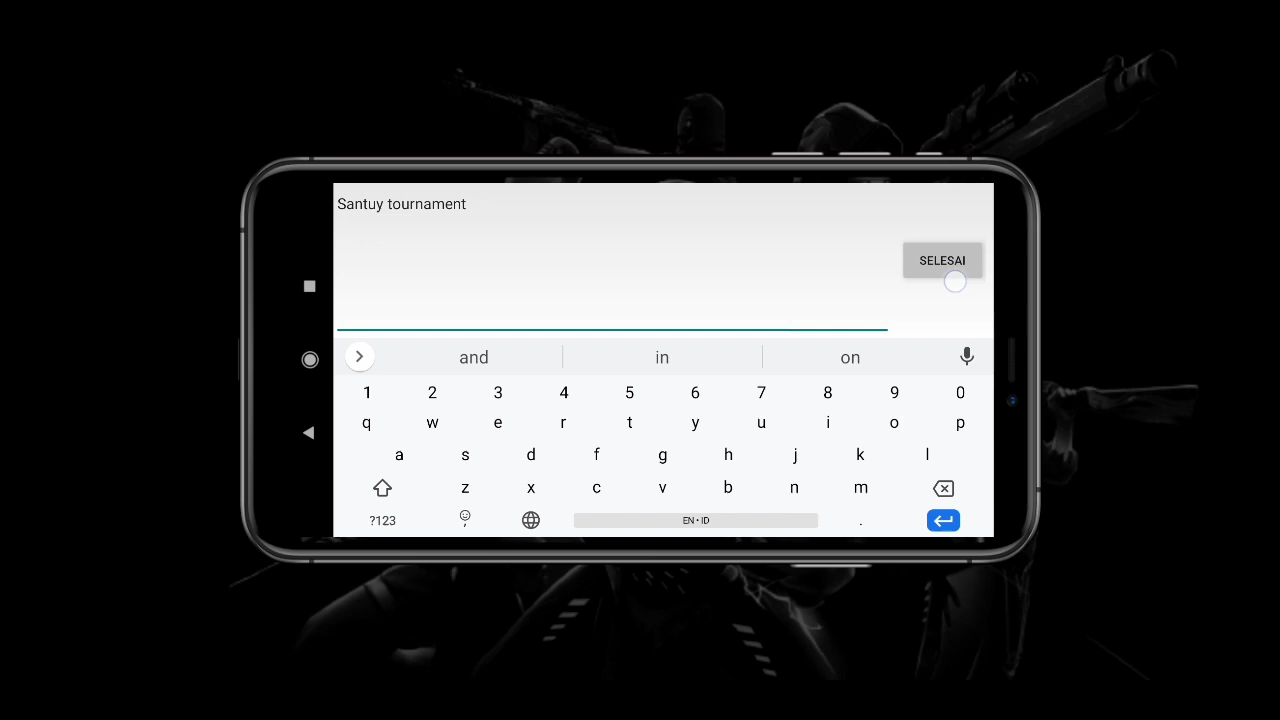 Santuy tournament
SELESAI
and in on
1 2 3 4 5 6 7 8 9 0
q w e r t y u i o p
a s d f g h j k l
z x c v b n m
?123 , EN • ID .